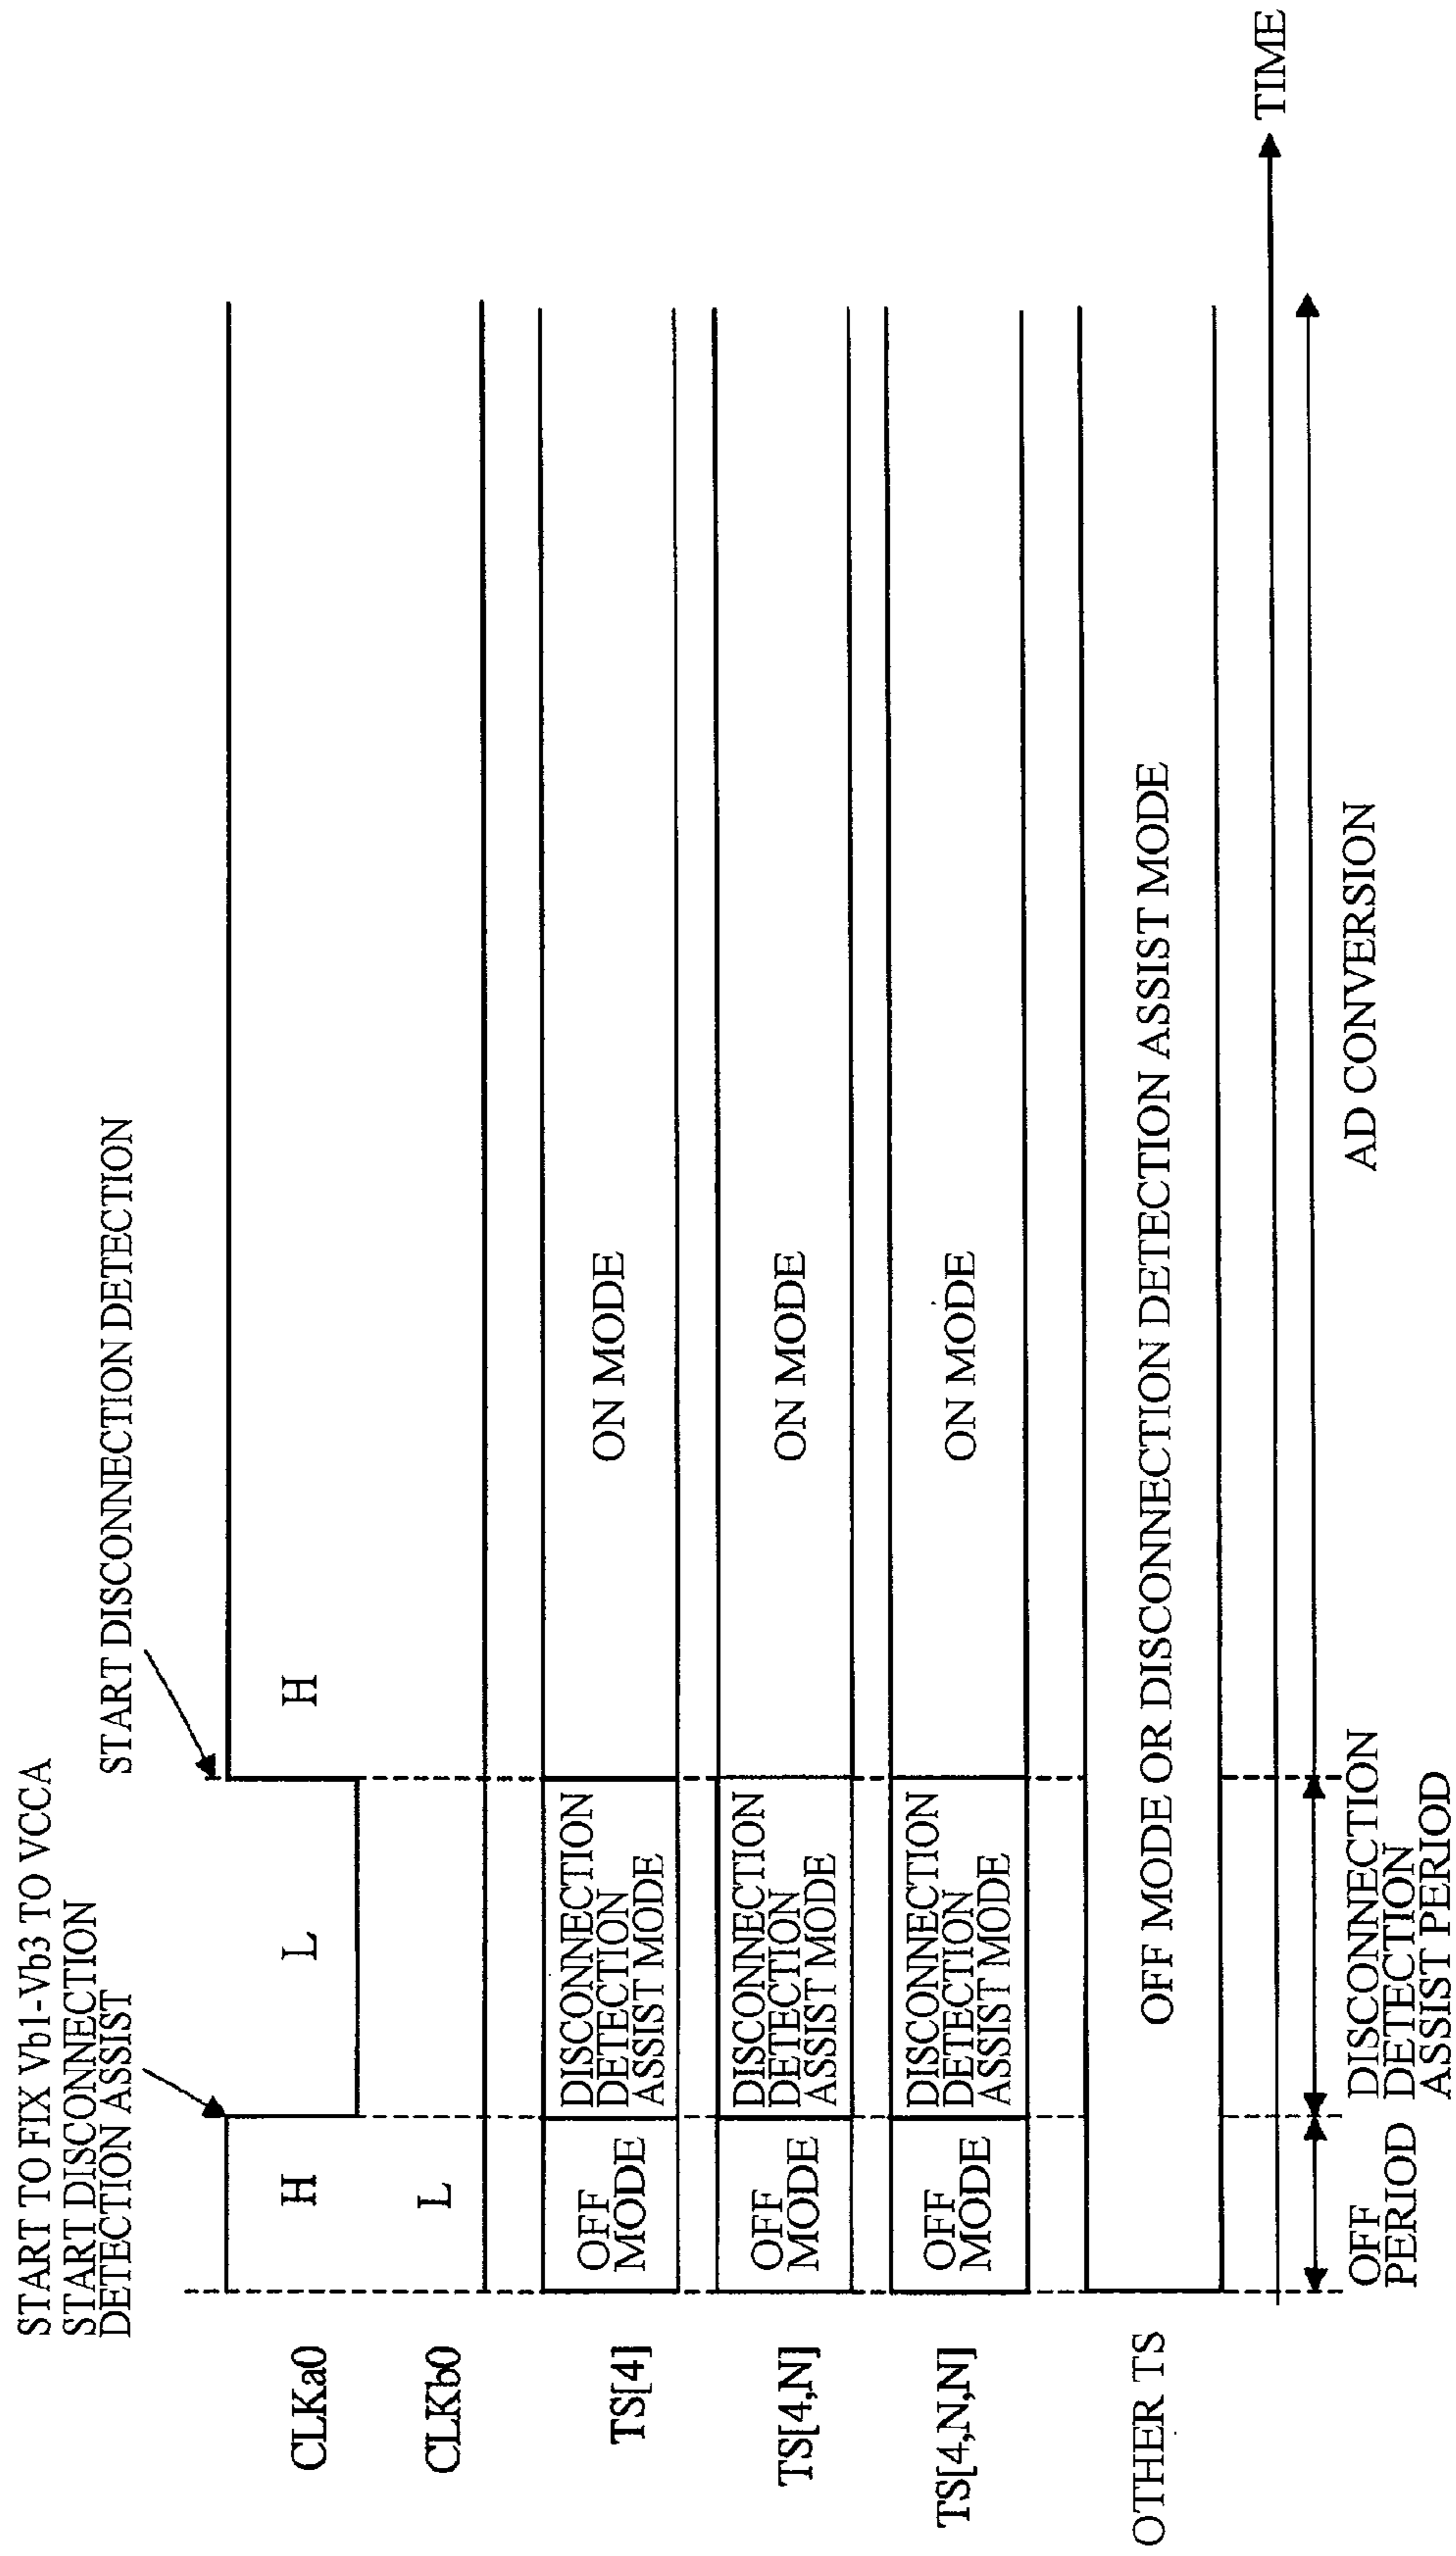 START TO FIX Vb1-Vb3 TO VCCA
START DISCONNECTION
DETECTION ASSIST
START DISCONNECTION DETECTION
CLKa0
H
L
H
CLKb0
L
TS[4]
OFF
MODE
DISCONNECTION
DETECTION
ASSIST MODE
ON MODE
TS[4,N]
OFF
MODE
DISCONNECTION
DETECTION
ASSIST MODE
ON MODE
TS[4,N,N]
OFF
MODE
DISCONNECTION
DETECTION
ASSIST MODE
ON MODE
OTHER TS
OFF MODE OR DISCONNECTION DETECTION ASSIST MODE
TIME
OFF
PERIOD
DISCONNECTION
DETECTION
ASSIST PERIOD
AD CONVERSION